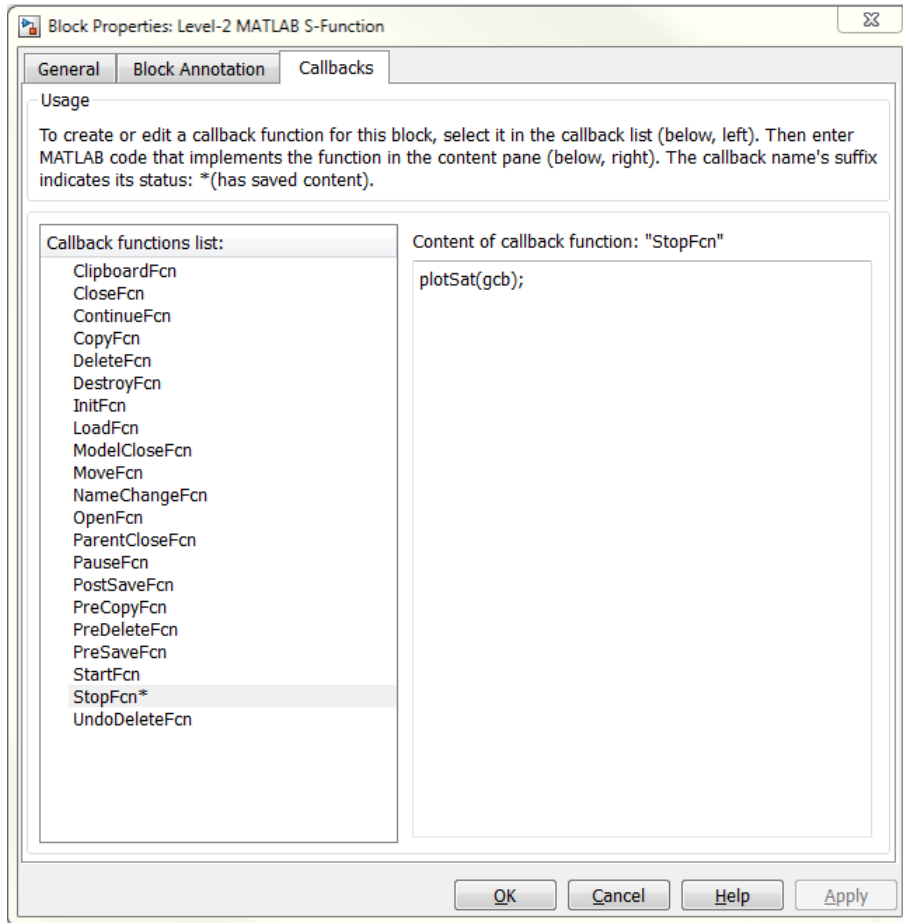 Block Properties: Level-2 MATLAB S-Function
General
Block Annotation
Callbacks
Usage
To create or edit a callback function for this block, select it in the callback list (below, left). Then enter
MATLAB code that implements the function in the content pane (below, right). The callback name's suffix
indicates its status: *(has saved content).
Callback functions list:
ClipboardFcn
CloseFcn
ContinueFcn
CopyFcn
DeleteFcn
DestroyFcn
InitFcn
LoadFcn
ModelCloseFcn
MoveFcn
NameChangeFcn
OpenFcn
ParentCloseFcn
PauseFcn
PostSaveFcn
PreCopyFcn
PreDeleteFcn
PreSaveFcn
StartFcn
StopFcn*
UndoDeleteFcn
Content of callback function: "StopFcn"
plotSat(gcb);
OK
Cancel
Help
Apply